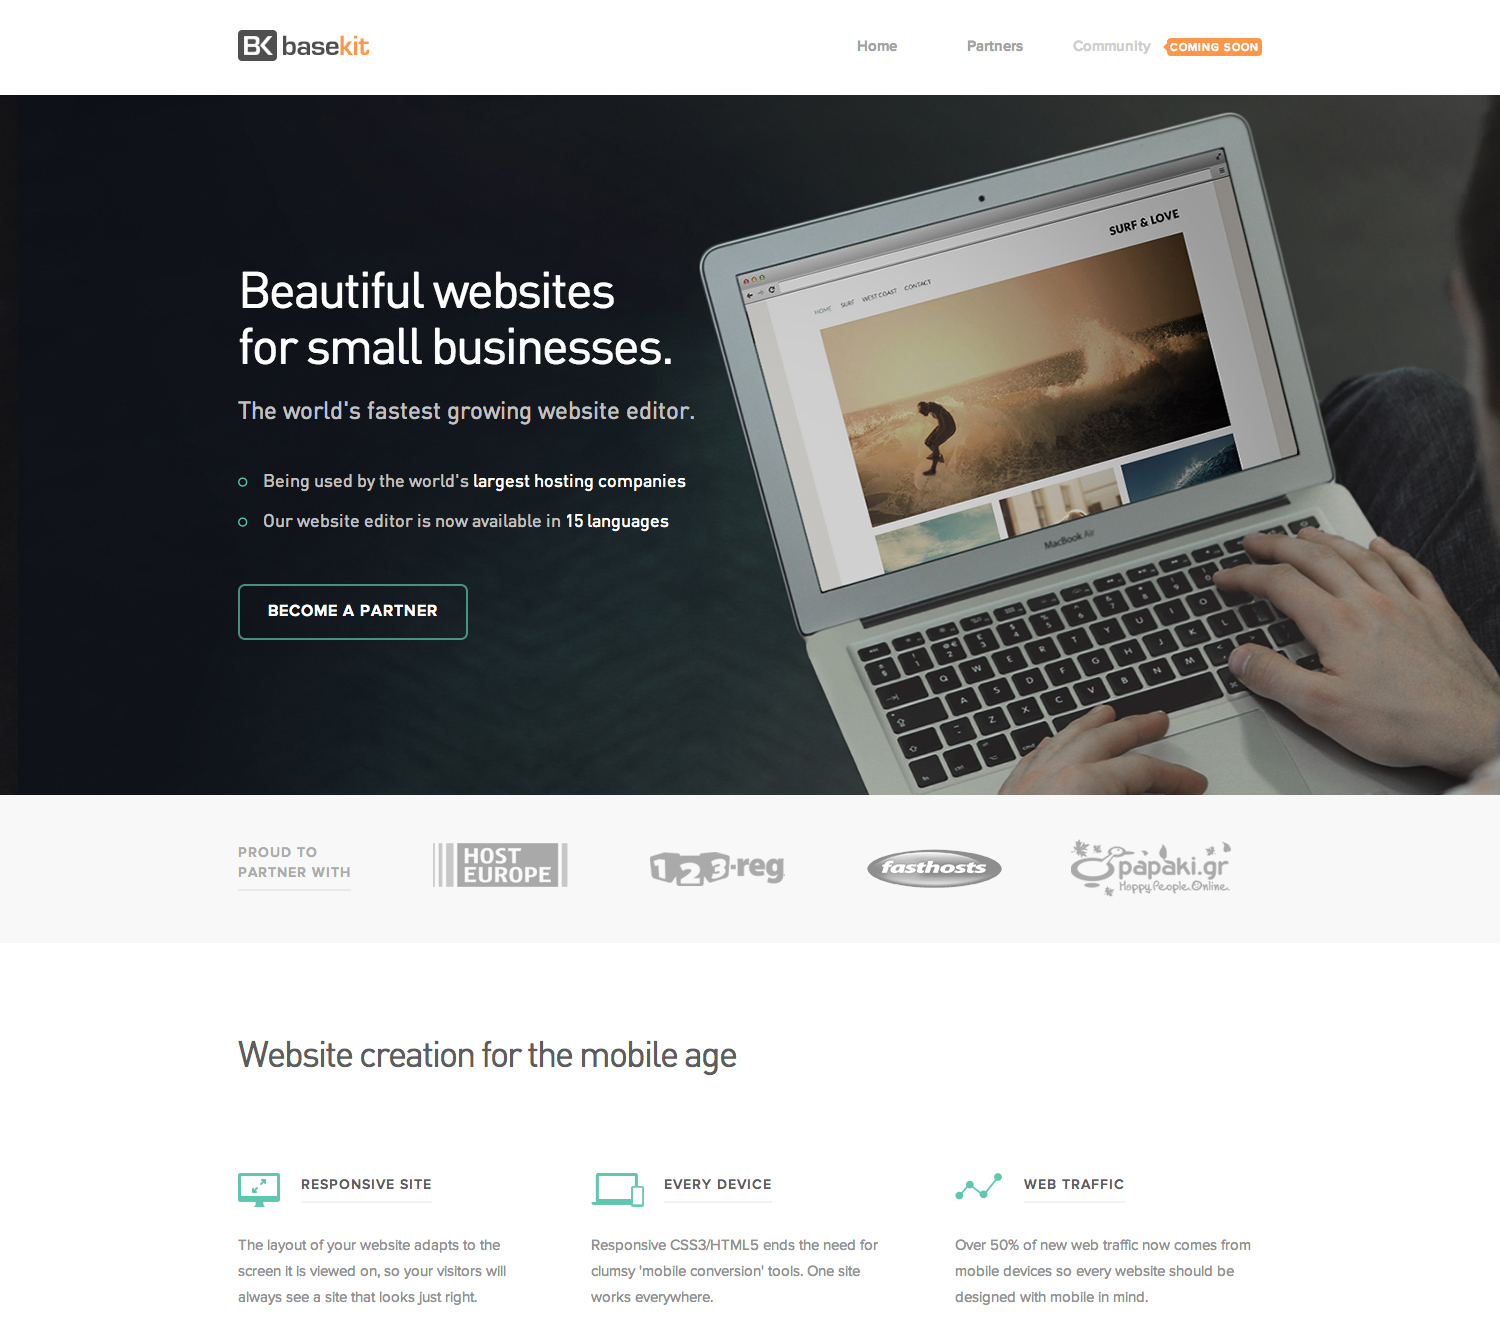 BK basekit
Home Partners Community COMING SOON
SURF & LOVE
HOME SURF WEST COAST CONTACT
Beautiful websites
for small businesses.
The world's fastest growing website editor.
Being used by the world's largest hosting companies
Our website editor is now available in 15 languages
BECOME A PARTNER
MacBook Air
PROUD TO
PARTNER WITH
HOST
EUROPE
123-reg
fasthosts
papaki.gr
Happy People Online
Website creation for the mobile age
RESPONSIVE SITE
The layout of your website adapts to the
screen it is viewed on, so your visitors will
always see a site that looks just right.
EVERY DEVICE
Responsive CSS3/HTML5 ends the need for
clumsy 'mobile conversion' tools. One site
works everywhere.
WEB TRAFFIC
Over 50% of new web traffic now comes from
mobile devices so every website should be
designed with mobile in mind.